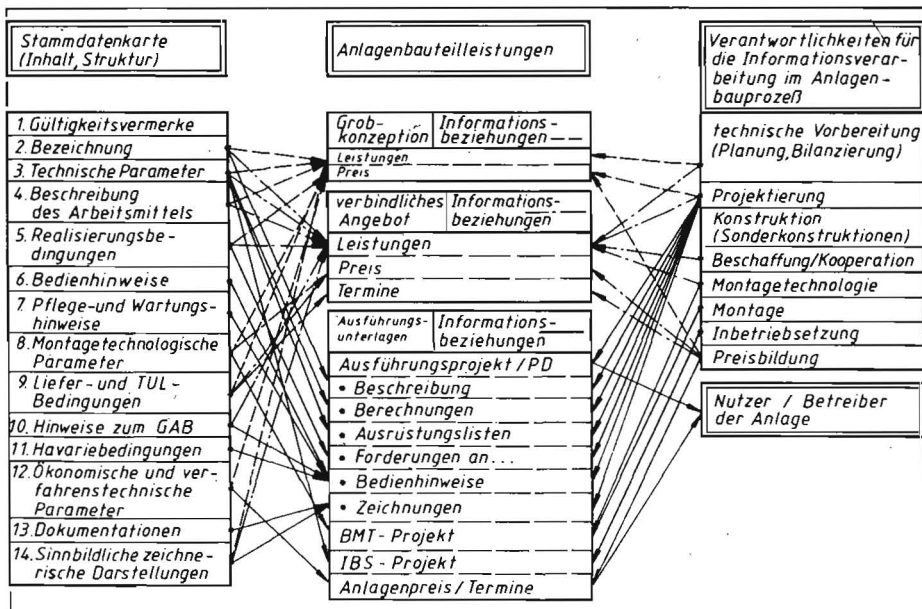 Stammdatenkarte
(Inhalt, Struktur)
1. Gültigkeitsvermerke
2. Bezeichnung
3. Technische Parameter
4. Beschreibung
des Arbeitsmittels
5. Realisierungsbe-
dingungen
6. Bedienhinweise
7. Pflege- und Wartungs-
hinweise
8. Montagetechnologische
Parameter
9. Liefer- und TUL-
Bedingungen
10. Hinweise zum GAB
11. Havariebedingungen
12. Ökonomische und ver-
fahrenstechnische
Parameter
13. Dokumentationen
14. Sinnbildliche zeichne-
rische Darstellungen
Anlagenbauteilleistungen
Grob-
konzeption
Informations-
beziehungen
Leistungen
Preis
verbindliches
Angebot
Informations-
beziehungen
Leistungen
Preis
Termine
Ausführungs-
unterlagen
Informations-
beziehungen
Ausführungsprojekt / PD
• Beschreibung
• Berechnungen
• Ausrüstungslisten
• Forderungen an...
• Bedienhinweise
• Zeichnungen
BMT - Projekt
IBS - Projekt
Anlagenpreis / Termine
Verantwortlichkeiten für
die Informationsverar-
beitung im Anlagen-
bauprozeß
technische Vorbereitung
(Planung, Bilanzierung)
Projektierung
Konstruktion
(Sonderkonstruktionen)
Beschaffung/Kooperation
Montagetechnologie
Montage
Inbetriebsetzung
Preisbildung
Nutzer / Betreiber
der Anlage